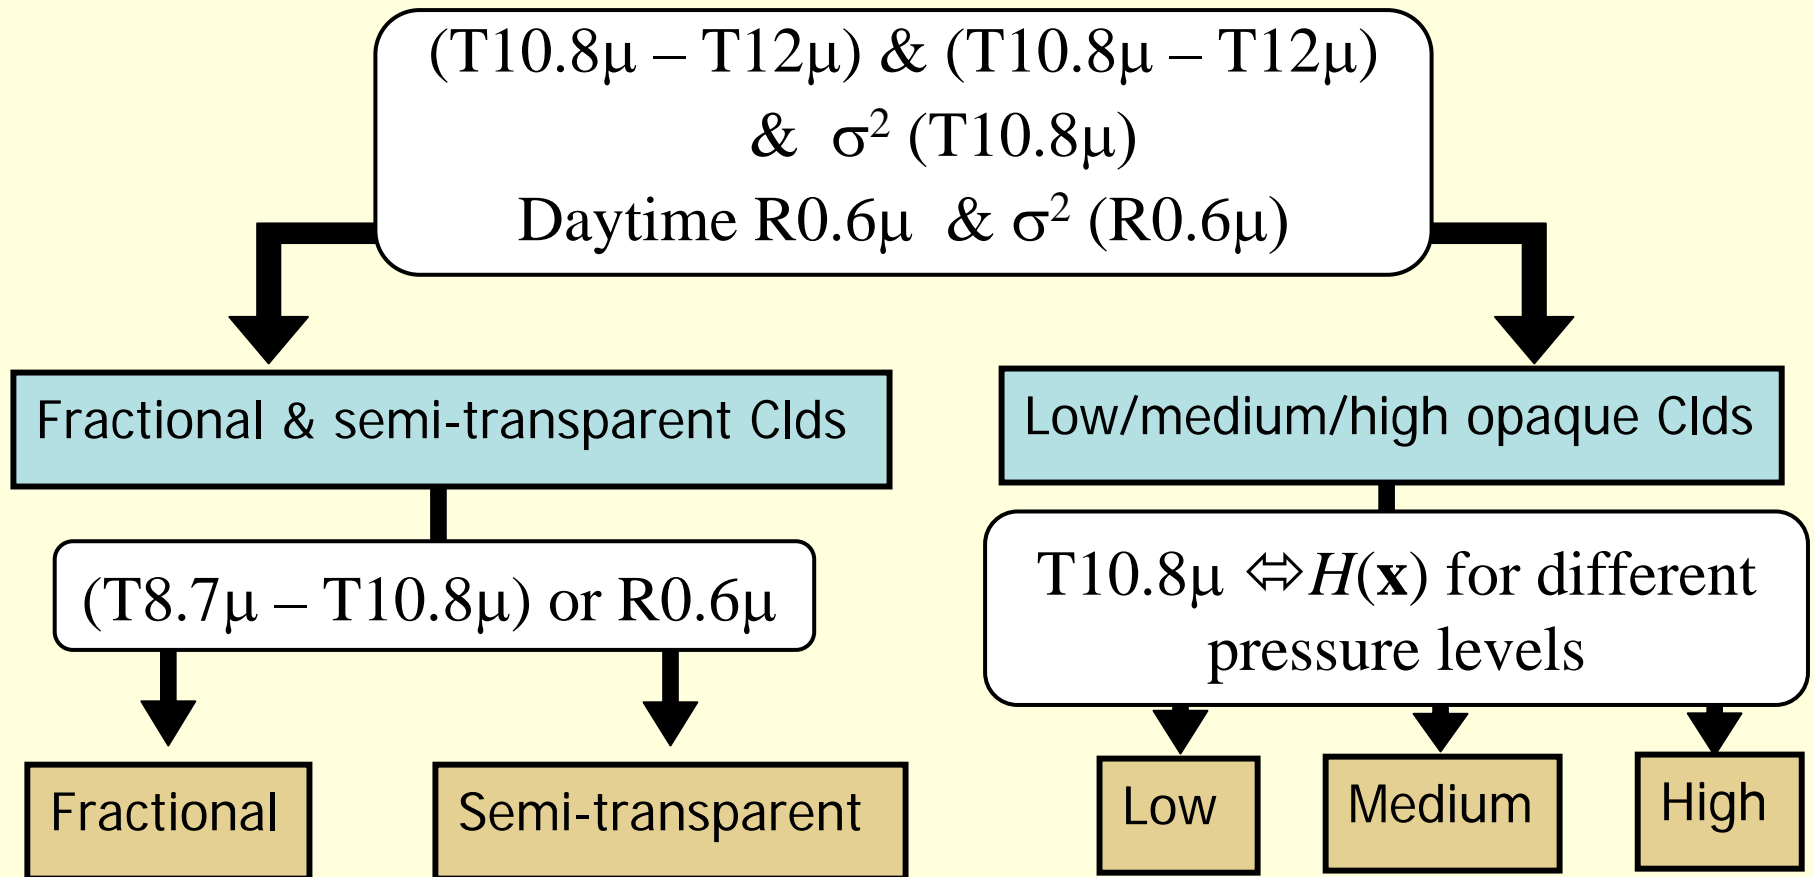 (T10.8μ – T12μ) & (T10.8μ – T12μ)
& σ² (T10.8μ)
Daytime R0.6μ & σ² (R0.6μ)
Fractional & semi-transparent Clds
Low/medium/high opaque Clds
(T8.7μ – T10.8μ) or R0.6μ
T10.8μ ⇔ H(x) for different
pressure levels
Fractional
Semi-transparent
Low
Medium
High